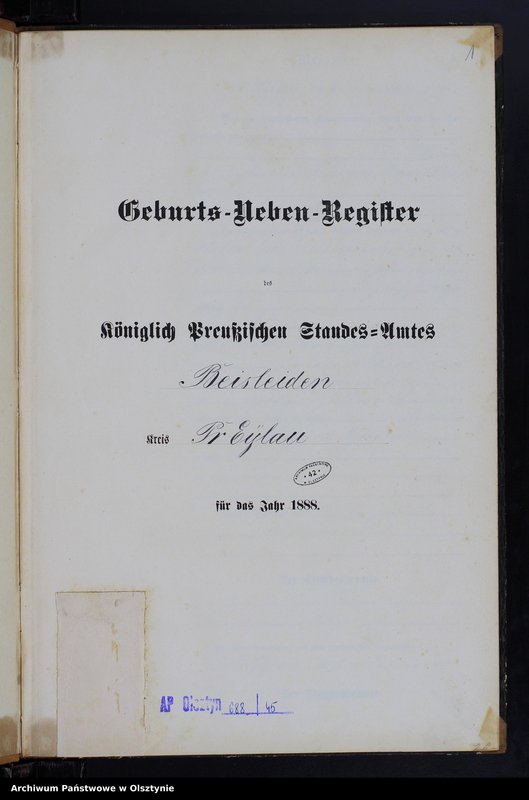 1
Geburts-Neben-Register
des
Königlich Preußischen Standes-Amtes
Beisleiden
Kreis Pr Eylau
42
für das Jahr 1888.
AP Olsztyn 688 / 45
Archiwum Państwowe w Olsztynie